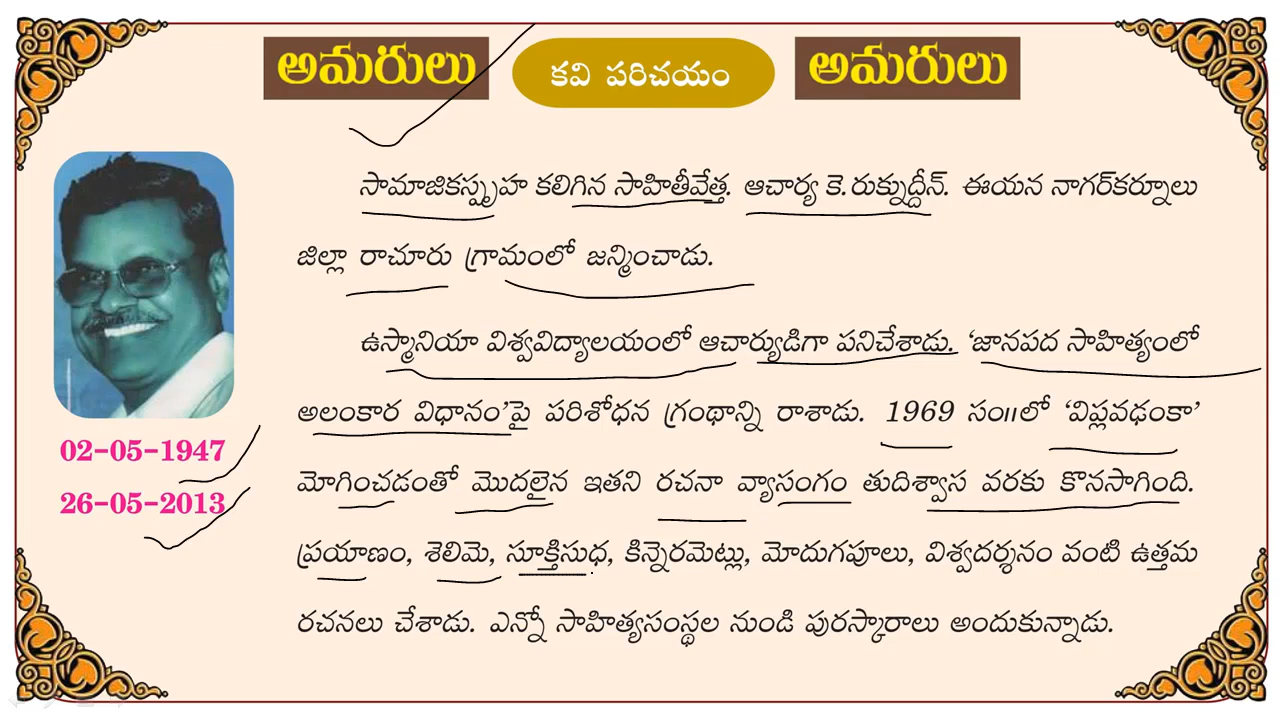 అమరులు కవి పరిచయం అమరులు
సామాజికస్పృహ కలిగిన సాహితీవేత్త. ఆచార్య కె.రుక్నుద్దీన్. ఈయన నాగర్‌కర్నూలు
జిల్లా రాచూరు గ్రామంలో జన్మించాడు.
ఉస్మానియా విశ్వవిద్యాలయంలో ఆచార్యుడిగా పనిచేశాడు. ‘జానపద సాహిత్యంలో
అలంకార విధానం’పై పరిశోధన గ్రంథాన్ని రాశాడు. 1969 సం॥లో ‘విప్లవఢంకా’
మోగించడంతో మొదలైన ఇతని రచనా వ్యాసంగం తుదిశ్వాస వరకు కొనసాగింది.
ప్రయాణం, శెలిమె, సూక్తిసుధ, కిన్నెరమెట్లు, మోదుగపూలు, విశ్వదర్శనం వంటి ఉత్తమ
రచనలు చేశాడు. ఎన్నో సాహిత్యసంస్థల నుండి పురస్కారాలు అందుకున్నాడు.
02-05-1947
26-05-2013